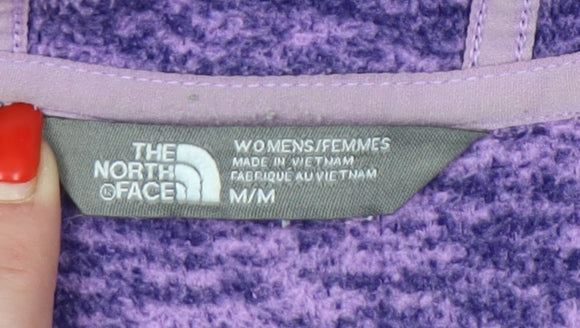 THE
NORTH
FACE
WOMENS/FEMMES
MADE IN VIETNAM
FABRIQUÉ AU VIETNAM
M/M